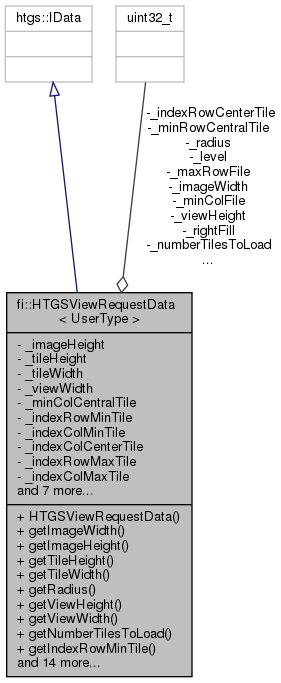 htgs::IData
uint32_t
-_indexRowCenterTile
-_minRowCentralTile
-_radius
-_level
-_maxRowFile
-_imageWidth
-_minColFile
-_viewHeight
-_rightFill
-_numberTilesToLoad
...
fi::HTGSViewRequestData
< UserType >
- _imageHeight
- _tileHeight
- _tileWidth
- _viewWidth
- _minColCentralTile
- _indexRowMinTile
- _indexColMinTile
- _indexColCenterTile
- _indexRowMaxTile
- _indexColMaxTile
and 7 more...
+ HTGSViewRequestData()
+ getImageWidth()
+ getImageHeight()
+ getTileHeight()
+ getTileWidth()
+ getRadius()
+ getViewHeight()
+ getViewWidth()
+ getNumberTilesToLoad()
+ getIndexRowMinTile()
and 14 more...